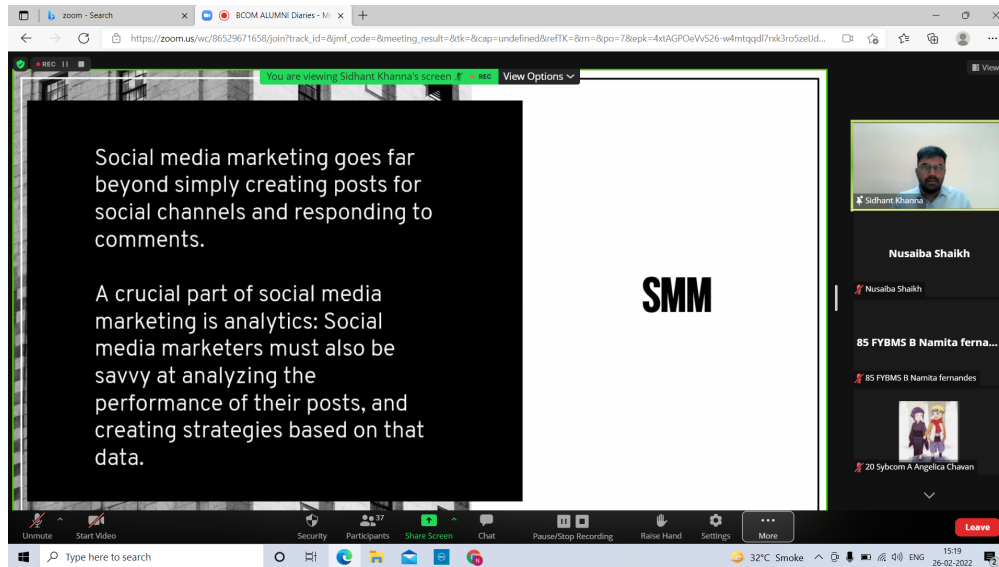 zoom - Search
BCOM ALUMNI Diaries - M
https://zoom.us/wc/86529671658/join?track_id=&jmf_code=&meeting_result=&tk=&cap=undefined&refTK=&rn=&po=7&epk=4xtAGPOeVvS26-w4mtqqdl7rxk3ro5zeUd...
REC
You are viewing Sidhant Khanna's screen
REC
View Options
View
Social media marketing goes far
beyond simply creating posts for
social channels and responding to
comments.
A crucial part of social media
marketing is analytics: Social
media marketers must also be
savvy at analyzing the
performance of their posts, and
creating strategies based on that
data.
SMM
Sidhant Khanna
Nusaiba Shaikh
Nusaiba Shaikh
85 FYBMS B Namita ferna...
85 FYBMS B Namita fernandes
20 Sybcom A Angelica Chavan
Unmute
Start Video
Security
37
Participants
Share Screen
Chat
Pause/Stop Recording
Raise Hand
Settings
More
Leave
Type here to search
32°C Smoke
ENG
15:19
26-02-2022
2